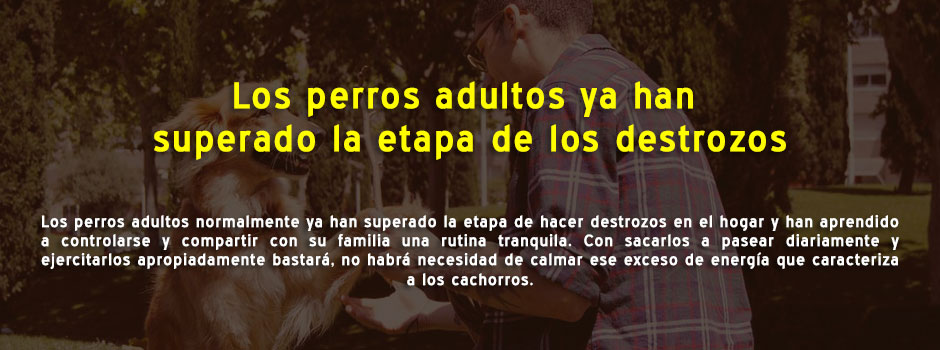 Los perros adultos ya han
superado la etapa de los destrozos
Los perros adultos normalmente ya han superado la etapa de hacer destrozos en el hogar y han aprendido
a controlarse y compartir con su familia una rutina tranquila. Con sacarlos a pasear diariamente y
ejercitarlos apropiadamente bastará, no habrá necesidad de calmar ese exceso de energía que caracteriza
a los cachorros.